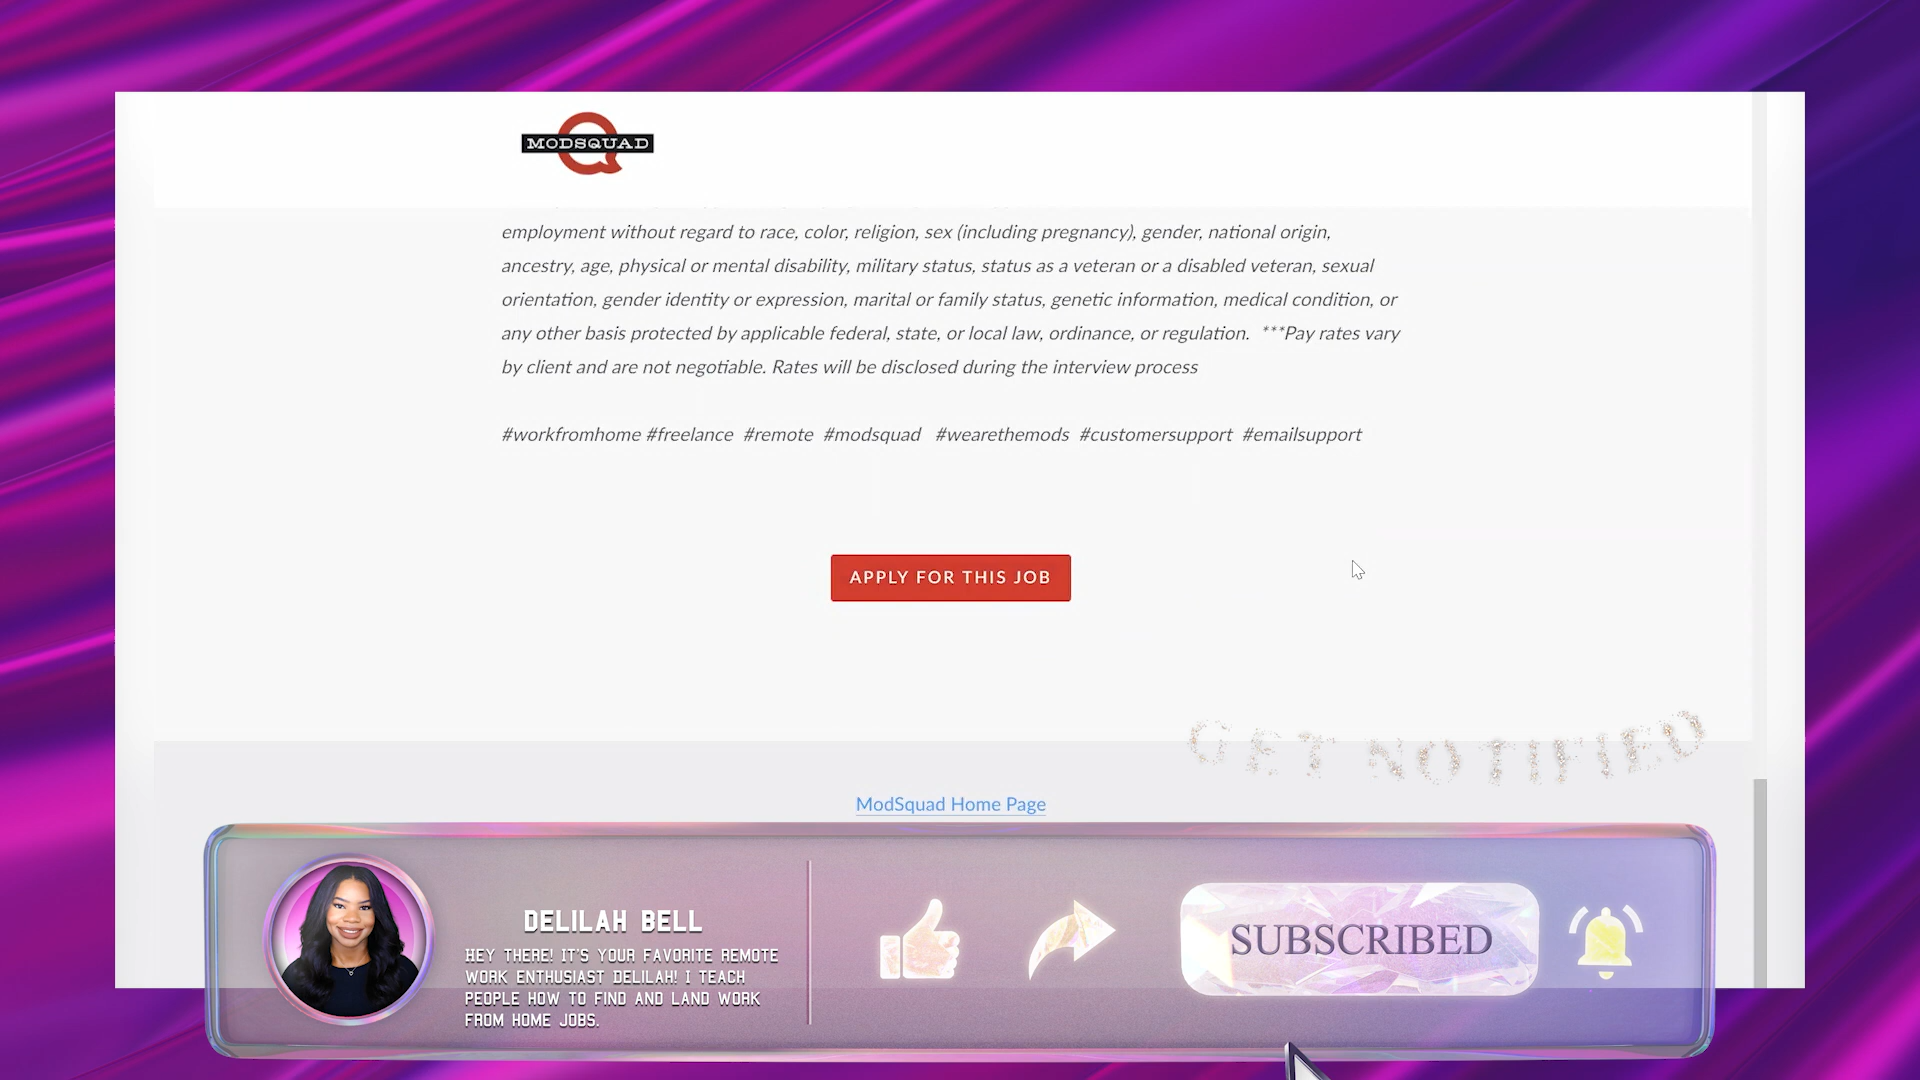 MODSQUAD
employment without regard to race, color, religion, sex (including pregnancy), gender, national origin,
ancestry, age, physical or mental disability, military status, status as a veteran or a disabled veteran, sexual
orientation, gender identity or expression, marital or family status, genetic information, medical condition, or
any other basis protected by applicable federal, state, or local law, ordinance, or regulation.  ***Pay rates vary
by client and are not negotiable. Rates will be disclosed during the interview process
#workfromhome #freelance  #remote  #modsquad   #wearethemods  #customersupport  #emailsupport
APPLY FOR THIS JOB
GET NOTIFIED
ModSquad Home Page
DELILAH BELL
HEY THERE! IT'S YOUR FAVORITE REMOTE
WORK ENTHUSIAST DELILAH! I TEACH
PEOPLE HOW TO FIND AND LAND WORK
FROM HOME JOBS.
SUBSCRIBED